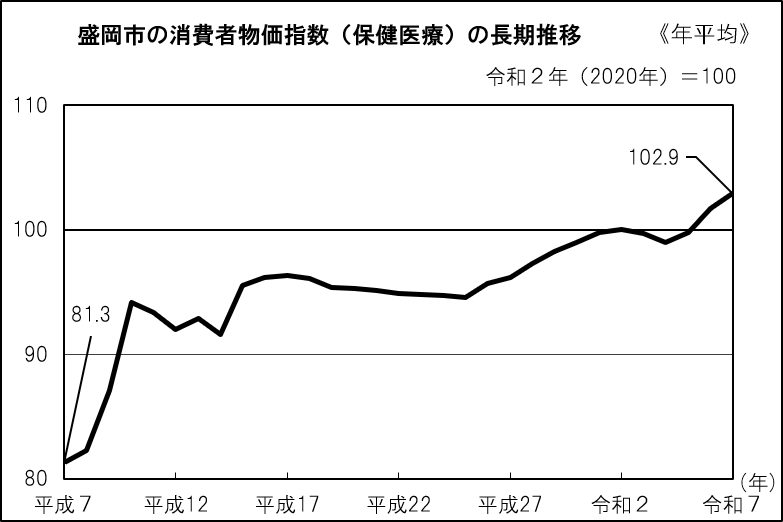 盛岡市の消費者物価指数（保健医療）の長期推移　《年平均》
令和２年（2020年）＝100
110
102.9
100
81.3
90
80
平成７　平成12　平成17　平成22　平成27　令和２　令和７　(年)